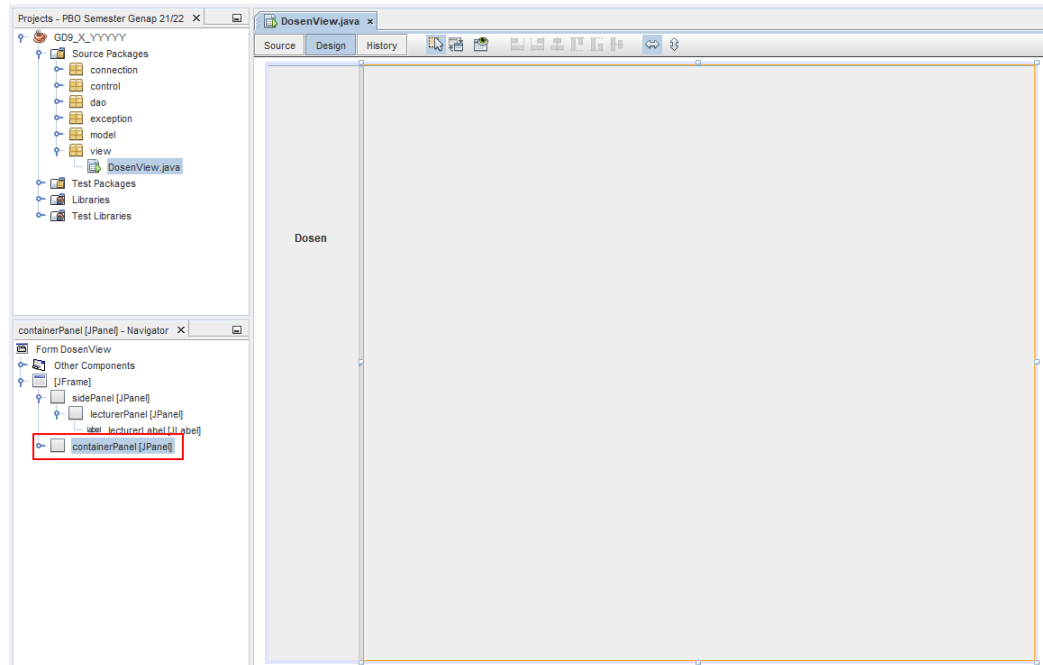 Projects - PBO Semester Genap 21/22
GD9_X_YYYYY
Source Packages
connection
control
dao
exception
model
view
DosenView.java
Test Packages
Libraries
Test Libraries
containerPanel [JPanel] - Navigator
Form DosenView
Other Components
[JFrame]
sidePanel [JPanel]
lecturerPanel [JPanel]
label lecturerLabel [JLabel]
containerPanel [JPanel]
DosenView.java
Source Design History
Dosen